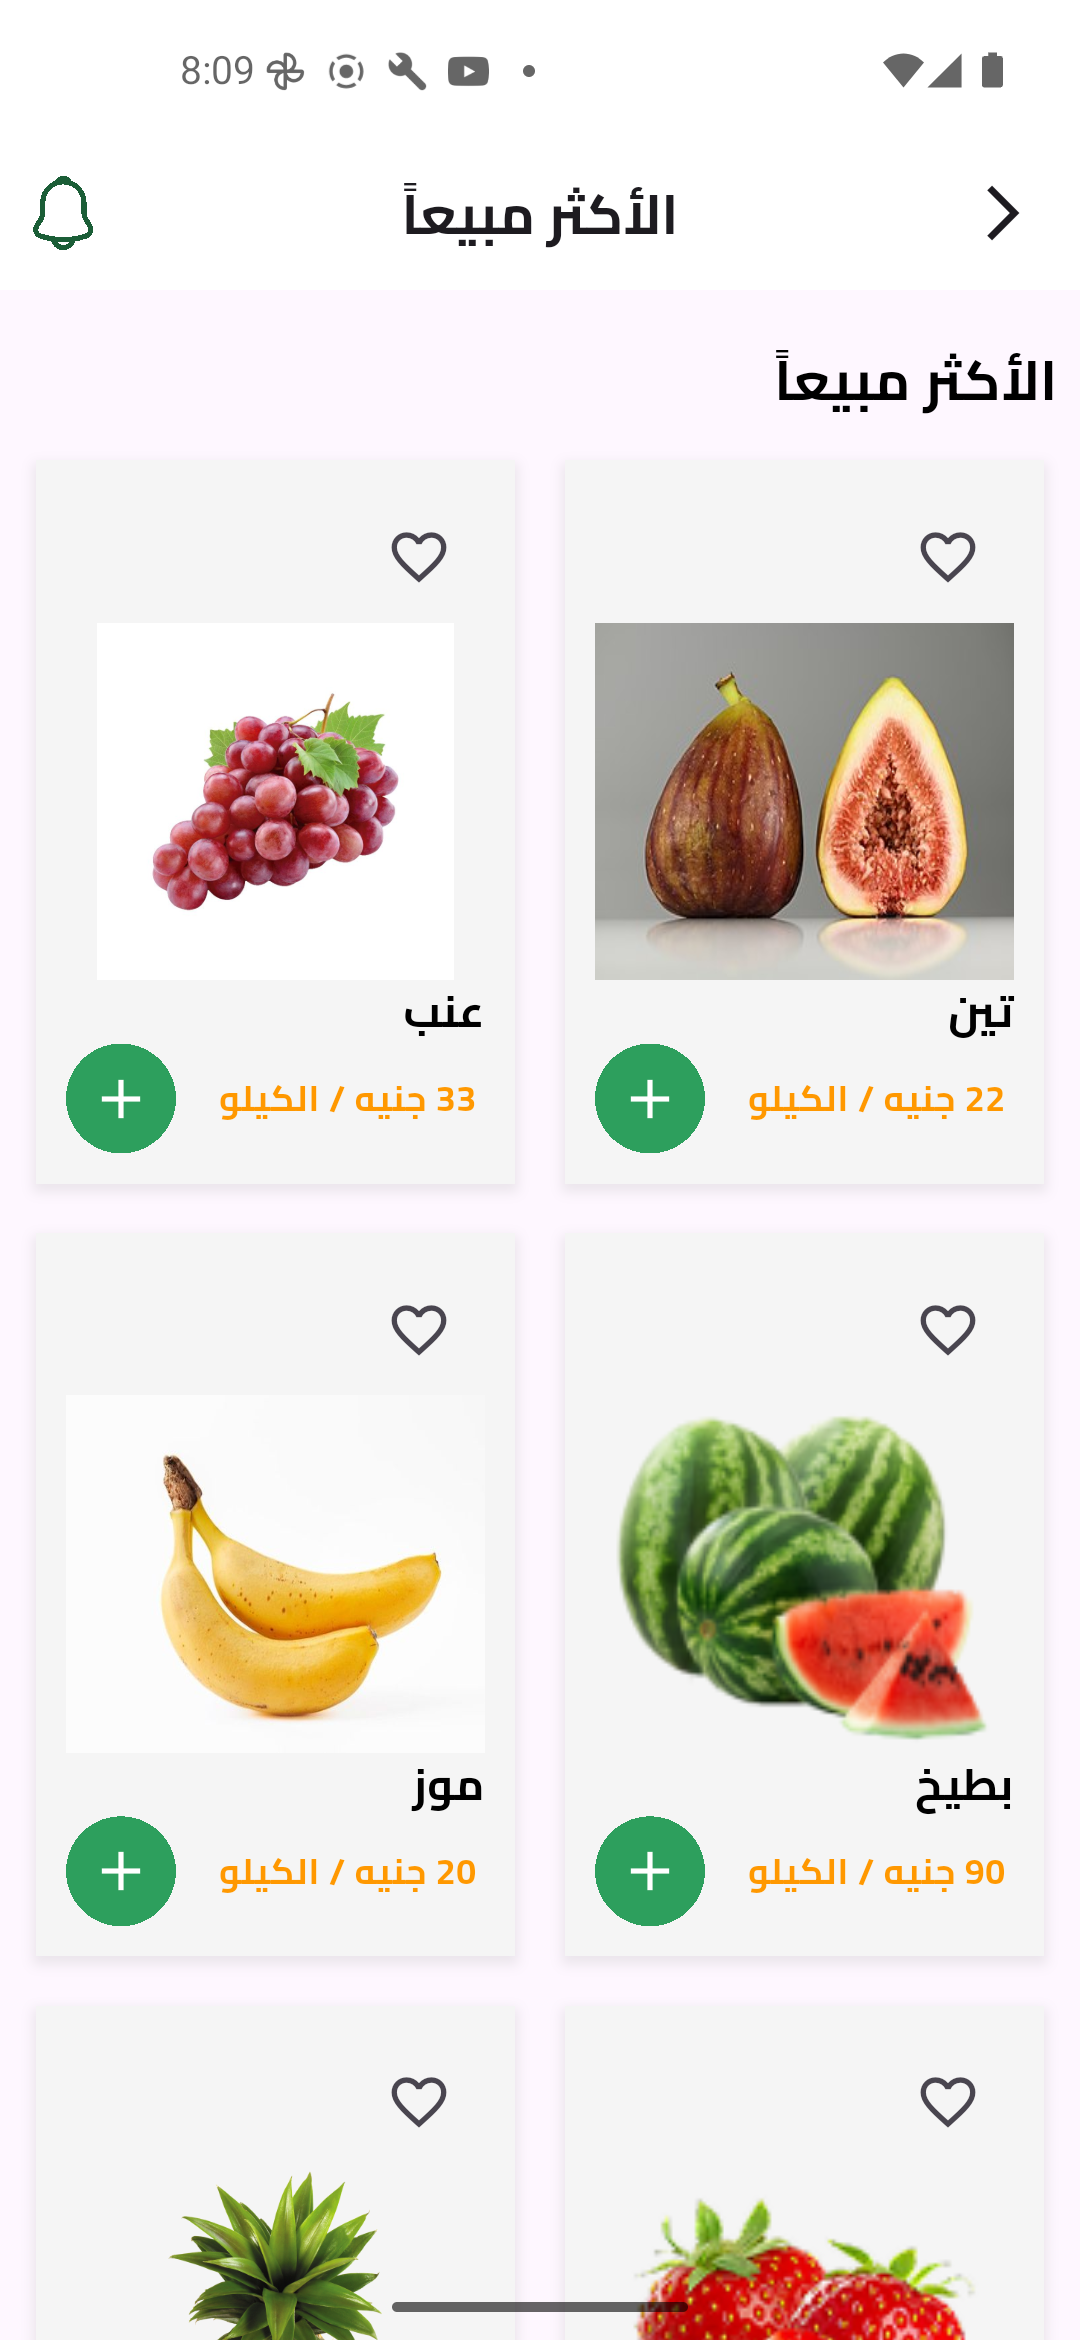 8:09
الأكثر مبيعاً
الأكثر مبيعاً
تين
22 جنيه / الكيلو
عنب
33 جنيه / الكيلو
بطيخ
90 جنيه / الكيلو
موز
20 جنيه / الكيلو